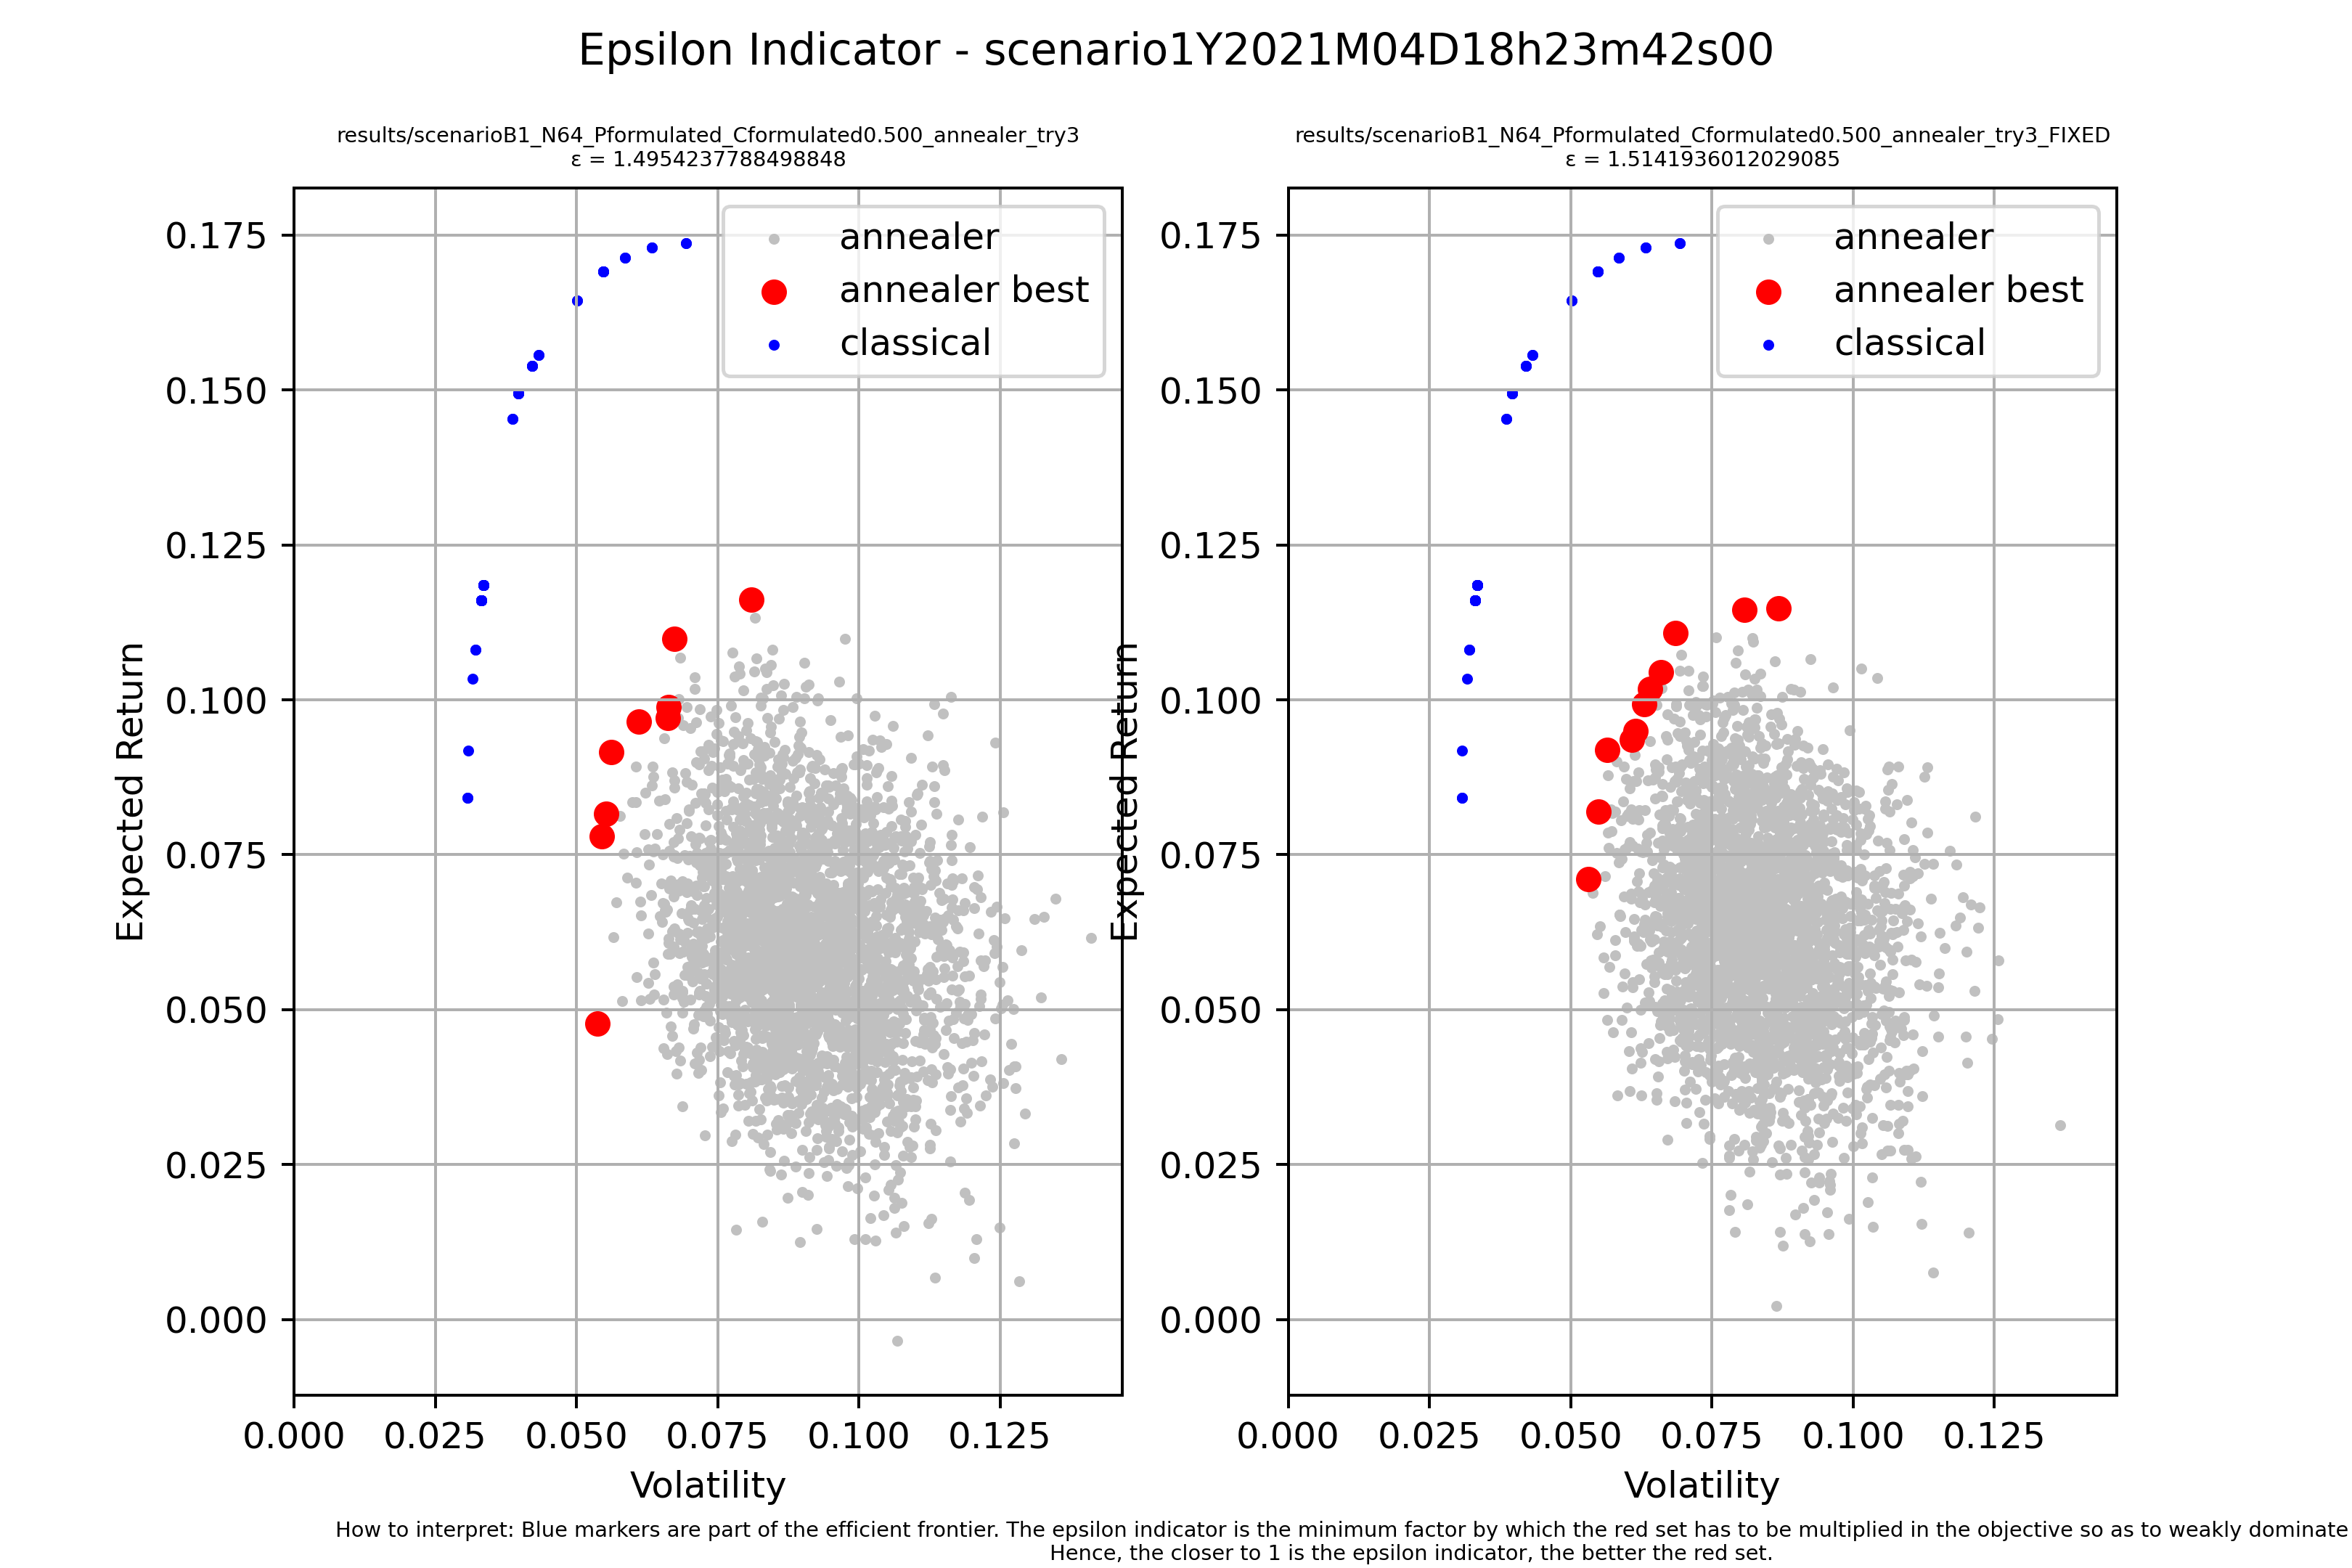 Epsilon Indicator - scenario1Y2021M04D18h23m42s00
results/scenarioB1_N64_Pformulated_Cformulated0.500_annealer_try3
ε = 1.4954237788498848
annealer
annealer best
classical
0.175
0.150
0.125
0.100
0.075
0.050
0.025
0.000
Expected Return
0.000 0.025 0.050 0.075 0.100 0.125
Volatility
results/scenarioB1_N64_Pformulated_Cformulated0.500_annealer_try3_FIXED
ε = 1.5141936012029085
annealer
annealer best
classical
0.175
0.150
0.125
0.100
0.075
0.050
0.025
0.000
Expected Return
0.000 0.025 0.050 0.075 0.100 0.125
Volatility
How to interpret: Blue markers are part of the efficient frontier. The epsilon indicator is the minimum factor by which the red set has to be multiplied in the objective so as to weakly dominate
Hence, the closer to 1 is the epsilon indicator, the better the red set.